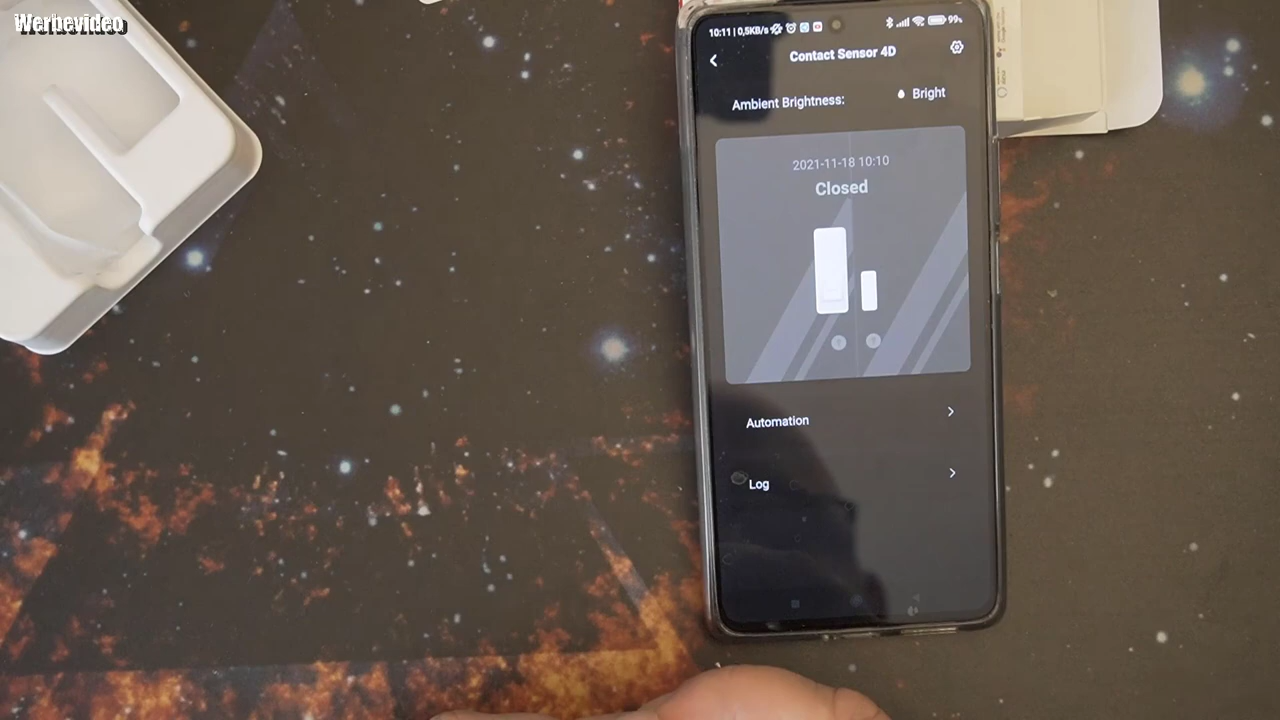 Werbevideo
10:11 | 0,5KB/s
99%
Contact Sensor 4D
Ambient Brightness:
Bright
2021-11-18 10:10
Closed
Automation
Log